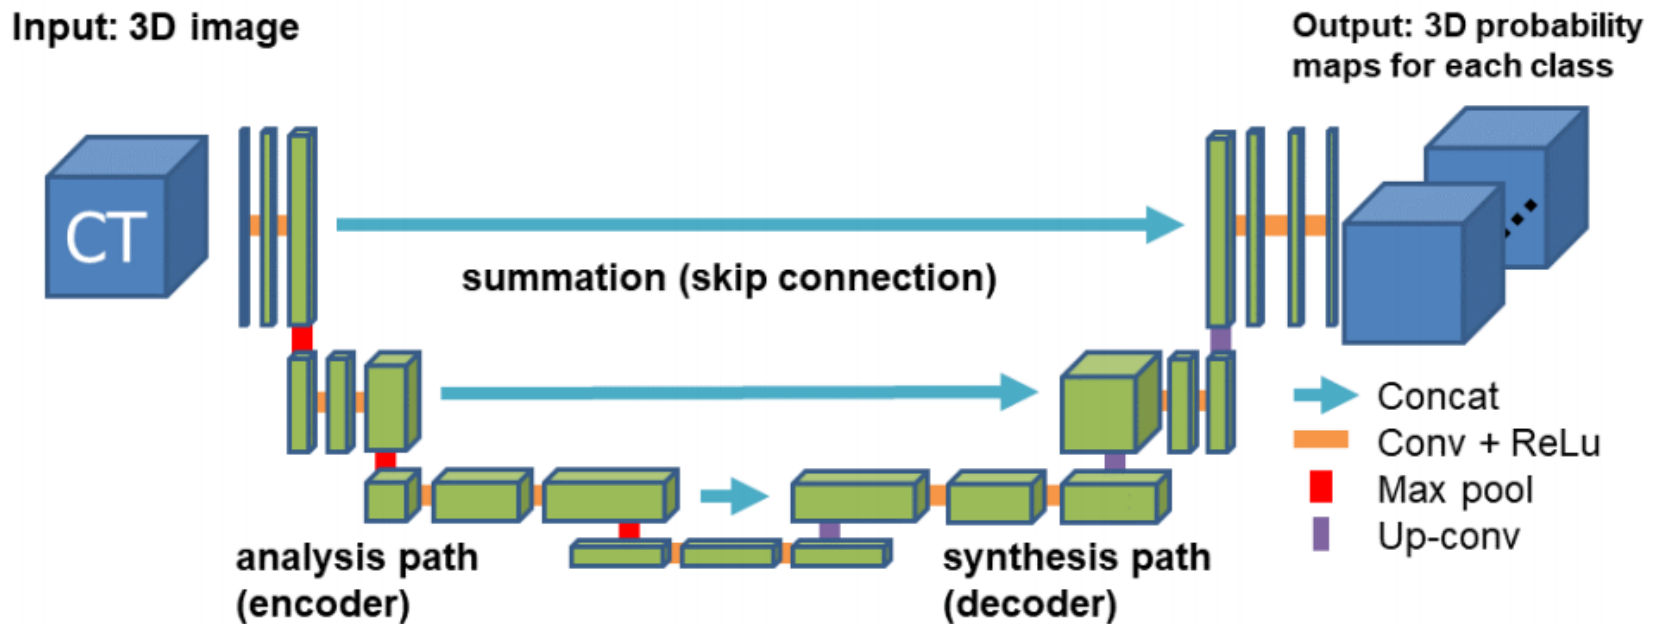 Input: 3D image
Output: 3D probability
maps for each class
CT
summation (skip connection)
Concat
Conv + ReLu
Max pool
Up-conv
analysis path
(encoder)
synthesis path
(decoder)